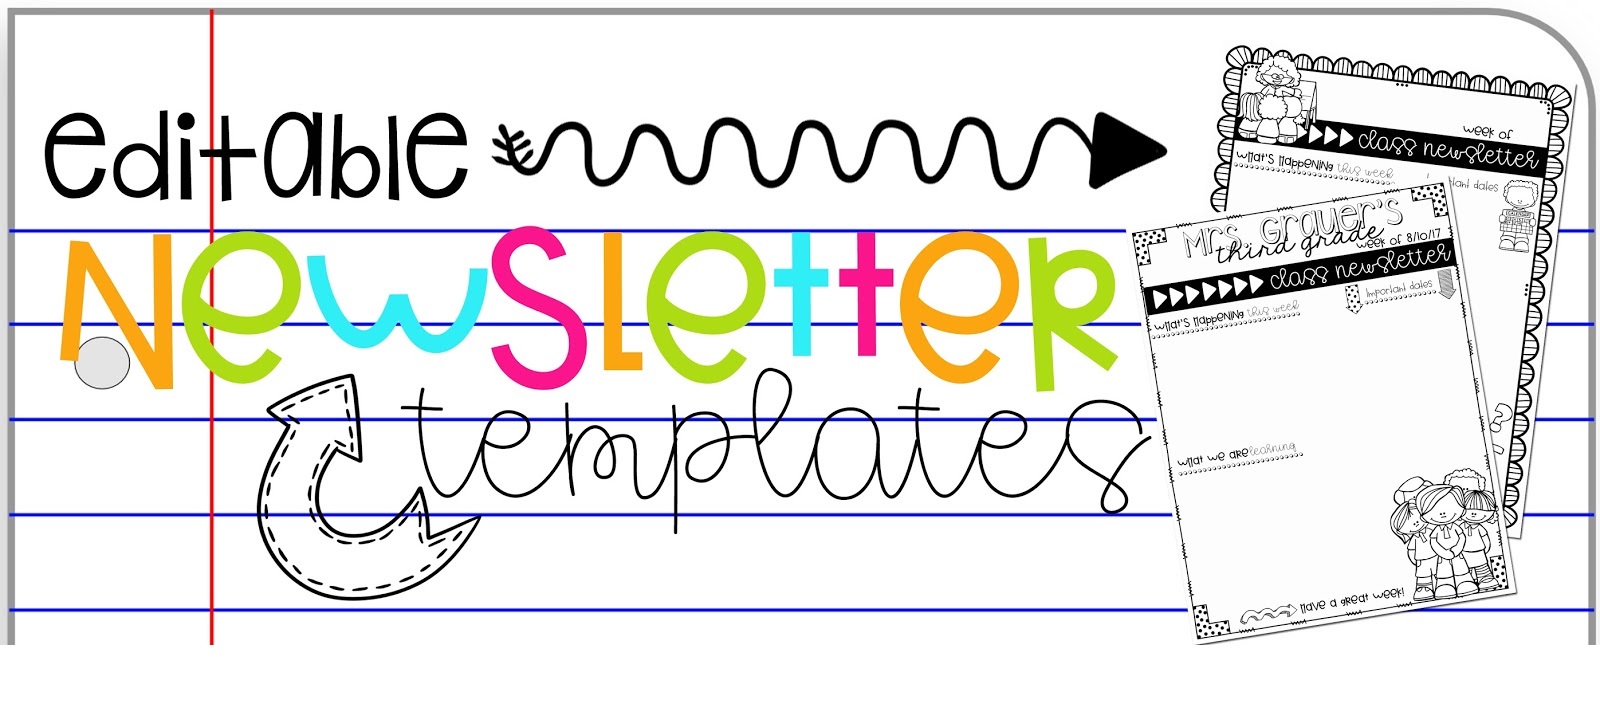 editable
Newsletter
templates
week of
class newsletter
what's happening this week
dates
Mrs. Grauer's
third grade
week of 8/10/17
class newsletter
important dates
what's happening this week
what we are learning
Have a great week!